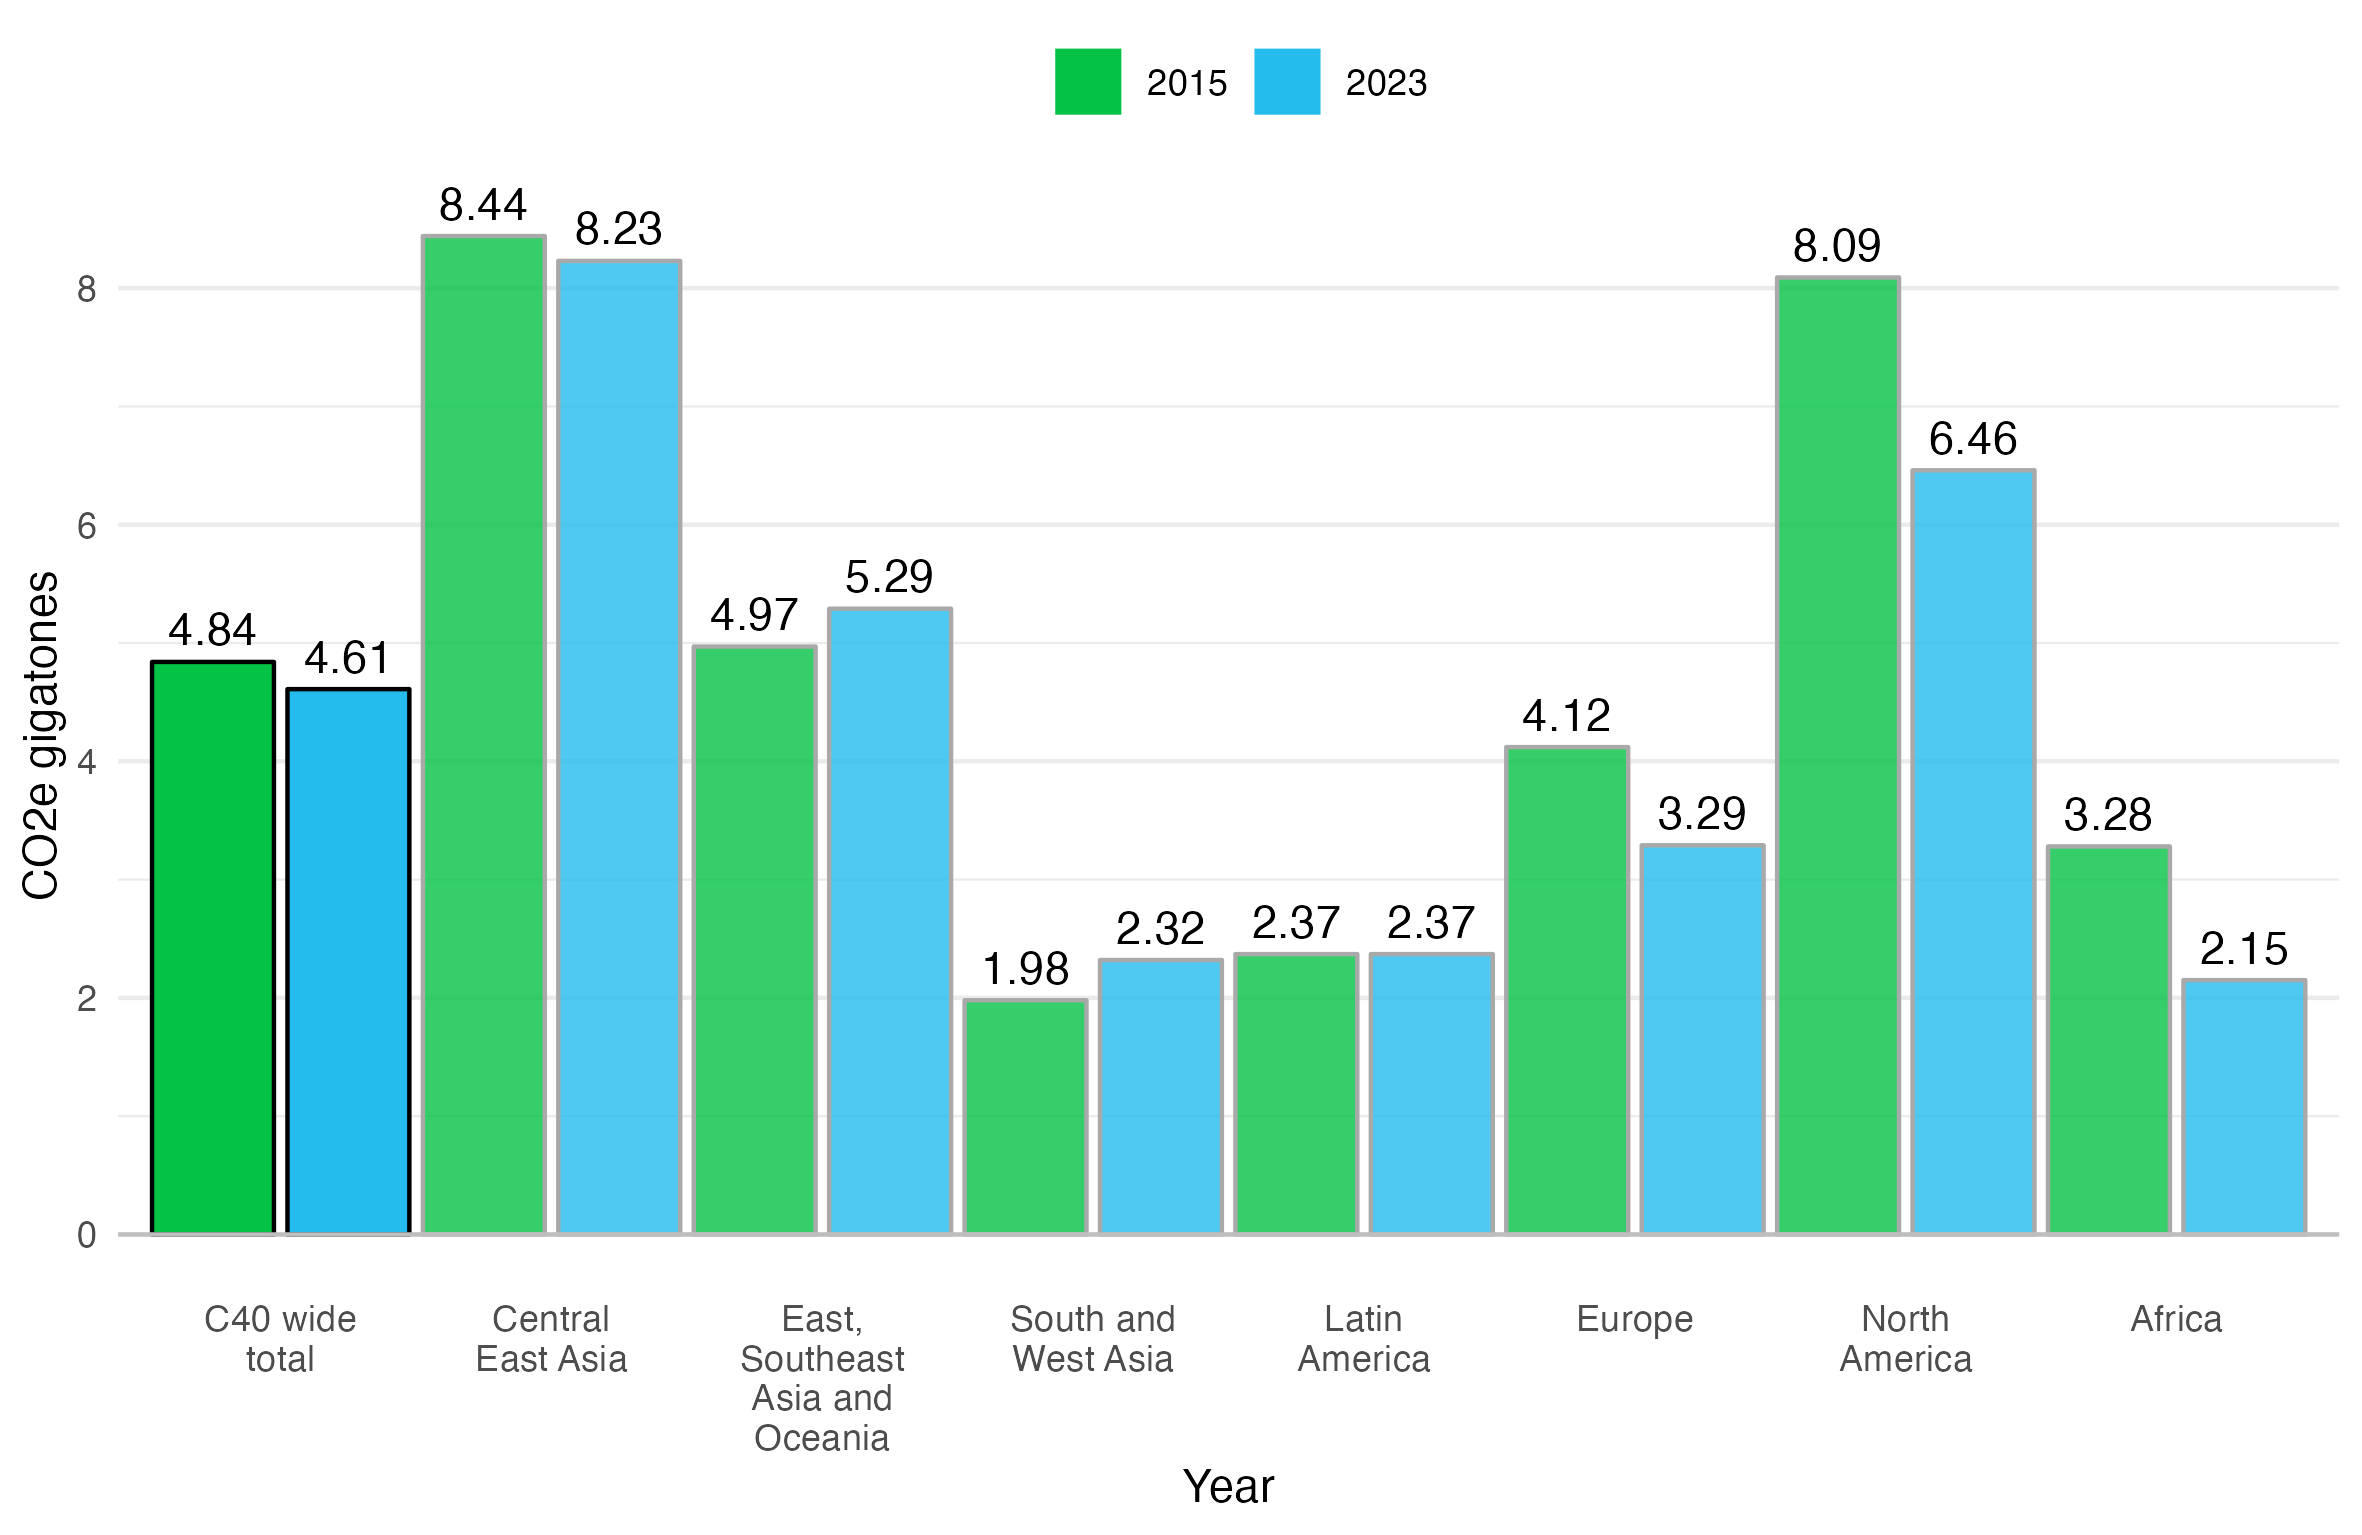 2015 2023
8.44
8.23
8.09
8
6.46
6
5.29
4.97
4.84
4.61
4.12
4
3.29
3.28
2.37
2.37
2.32
2.15
1.98
2
0
CO2e gigatones
C40 wide
total
Central
East Asia
East,
Southeast
Asia and
Oceania
South and
West Asia
Latin
America
Europe
North
America
Africa
Year